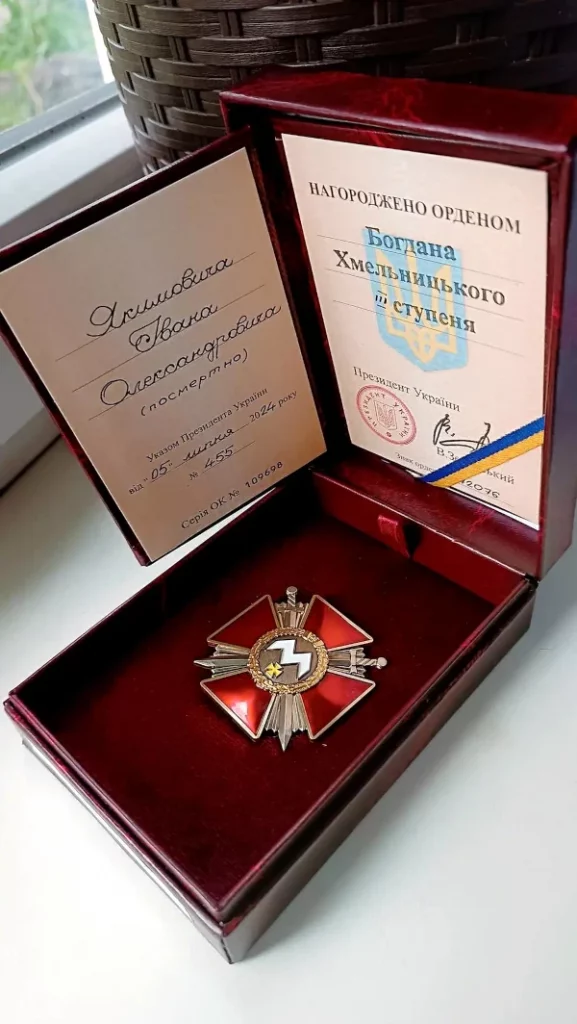 Якимовича
Івана
Олександровича
(посмертно)
Указом Президента України
від "05" липня 2024 року
№ 455
Серія ОК № 109698
НАГОРОДЖЕНО ОРДЕНОМ
Богдана
Хмельницького
III ступеня
Президент України
Знак